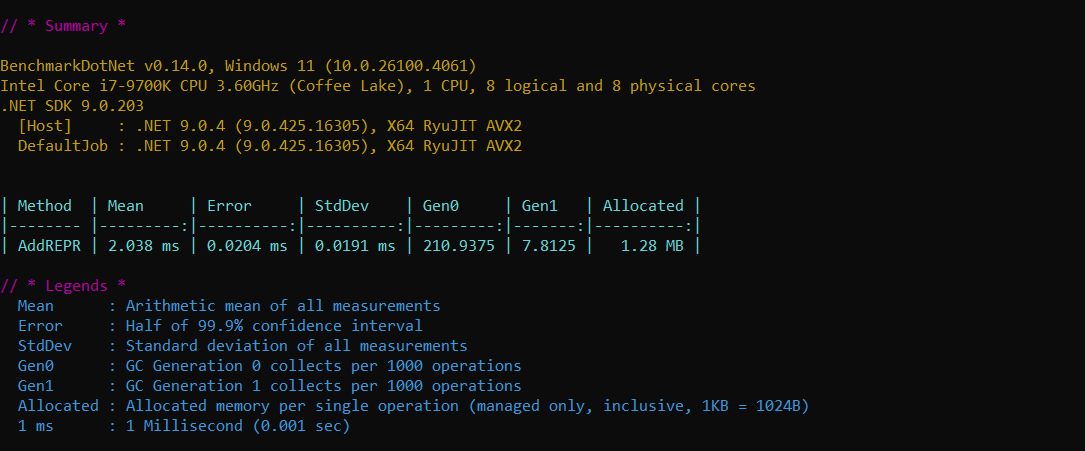 // * Summary *
BenchmarkDotNet v0.14.0, Windows 11 (10.0.26100.4061)
Intel Core i7-9700K CPU 3.60GHz (Coffee Lake), 1 CPU, 8 logical and 8 physical cores
.NET SDK 9.0.203
  [Host]     : .NET 9.0.4 (9.0.425.16305), X64 RyuJIT AVX2
  DefaultJob : .NET 9.0.4 (9.0.425.16305), X64 RyuJIT AVX2
| Method  | Mean     | Error     | StdDev    | Gen0     | Gen1   | Allocated |
|-------- |---------:|----------:|----------:|---------:|-------:|----------:|
| AddREPR | 2.038 ms | 0.0204 ms | 0.0191 ms | 210.9375 | 7.8125 |   1.28 MB |
// * Legends *
  Mean      : Arithmetic mean of all measurements
  Error     : Half of 99.9% confidence interval
  StdDev    : Standard deviation of all measurements
  Gen0      : GC Generation 0 collects per 1000 operations
  Gen1      : GC Generation 1 collects per 1000 operations
  Allocated : Allocated memory per single operation (managed only, inclusive, 1KB = 1024B)
  1 ms      : 1 Millisecond (0.001 sec)